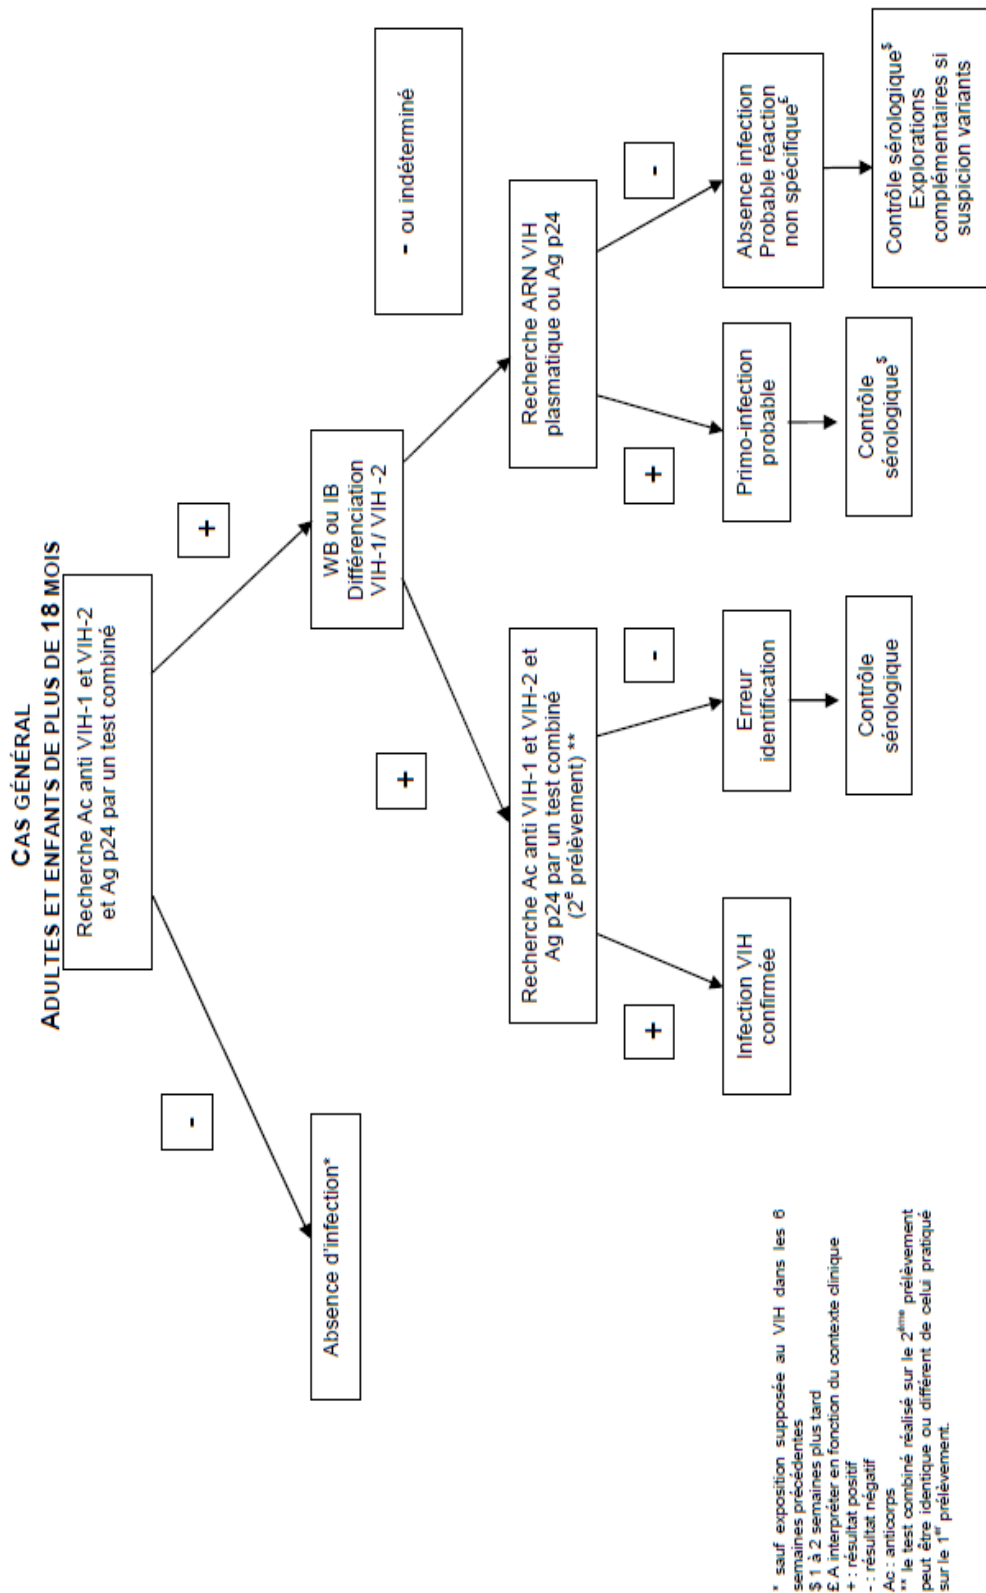 CAS GÉNÉRAL
ADULTES ET ENFANTS DE PLUS DE 18 MOIS
Recherche Ac anti VIH-1 et VIH-2
et Ag p24 par un test combiné
-
+
Absence d'infection*
WB ou IB
Différenciation
VIH-1/ VIH -2
+
- ou indéterminé
Recherche Ac anti VIH-1 et VIH-2 et
Ag p24 par un test combiné
(2e prélèvement) **
Recherche ARN VIH
plasmatique ou Ag p24
+
-
+
-
Infection VIH
confirmée
Erreur
identification
Primo-infection
probable
Absence infection
Probable réaction
non spécifique£
Contrôle
sérologique
Contrôle
sérologique$
Contrôle sérologique$
Explorations
complémentaires si
suspicion variants
* sauf exposition supposée au VIH dans les 6
semaines précédentes
$ 1 à 2 semaines plus tard
£ A interpréter en fonction du contexte clinique
+ : résultat positif
- : résultat négatif
Ac : anticorps
** le test combiné réalisé sur le 2ème prélèvement
peut être identique ou différent de celui pratiqué
sur le 1er prélèvement.